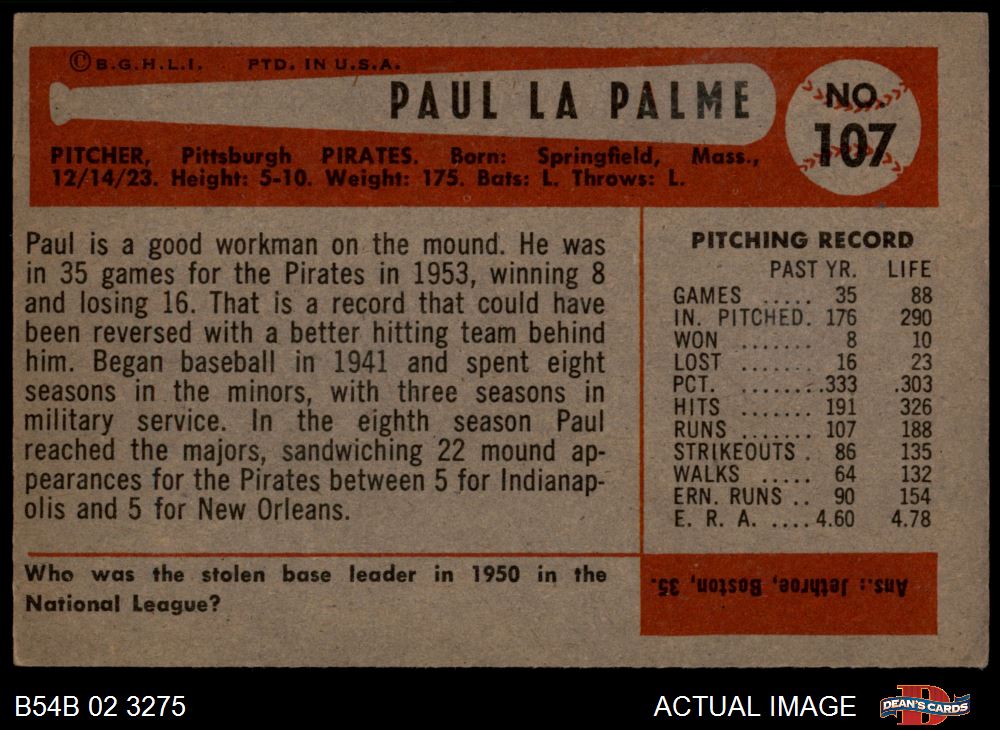 ©B.G.H.L.I. PTD. IN U.S.A.
PAUL LA PALME
NO.
107
PITCHER, Pittsburgh PIRATES. Born: Springfield, Mass.,
12/14/23. Height: 5-10. Weight: 175. Bats: L. Throws: L.
Paul is a good workman on the mound. He was
in 35 games for the Pirates in 1953, winning 8
and losing 16. That is a record that could have
been reversed with a better hitting team behind
him. Began baseball in 1941 and spent eight
seasons in the minors, with three seasons in
military service. In the eighth season Paul
reached the majors, sandwiching 22 mound ap-
pearances for the Pirates between 5 for Indianap-
olis and 5 for New Orleans.
PITCHING RECORD
PAST YR. LIFE
GAMES ..... 35 88
IN. PITCHED. 176 290
WON ....... 8 10
LOST ....... 16 23
PCT. ........333 .303
HITS ....... 191 326
RUNS ....... 107 188
STRIKEOUTS . 86 135
WALKS ..... 64 132
ERN. RUNS .. 90 154
E. R. A. ....4.60 4.78
Who was the stolen base leader in 1950 in the
National League?
Ans.: Jethroe, Boston, 35.
B54B 02 3275
ACTUAL IMAGE
D
DEAN'S CARDS